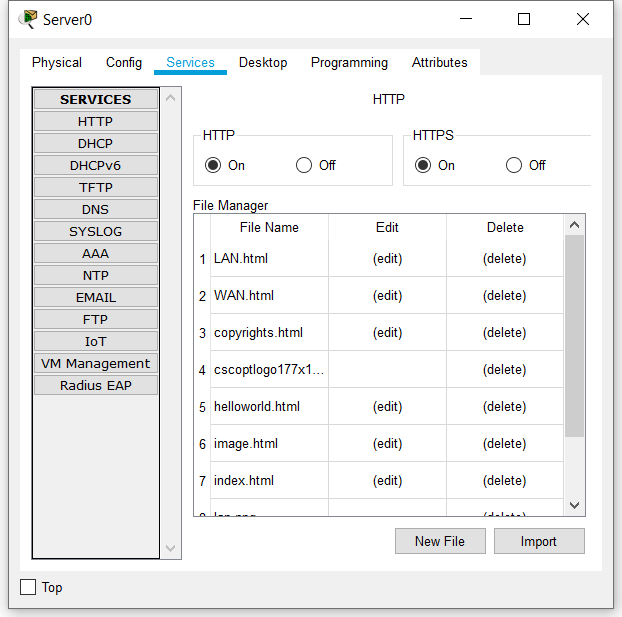 Server0
Physical Config Services Desktop Programming Attributes
SERVICES
HTTP
DHCP
DHCPv6
TFTP
DNS
SYSLOG
AAA
NTP
EMAIL
FTP
IoT
VM Management
Radius EAP
HTTP
HTTP HTTPS
On Off On Off
File Manager
File Name Edit Delete
1 LAN.html (edit) (delete)
2 WAN.html (edit) (delete)
3 copyrights.html (edit) (delete)
4 cscoptlogo177x1... (delete)
5 helloworld.html (edit) (delete)
6 image.html (edit) (delete)
7 index.html (edit) (delete)
(delete)
New File Import
Top